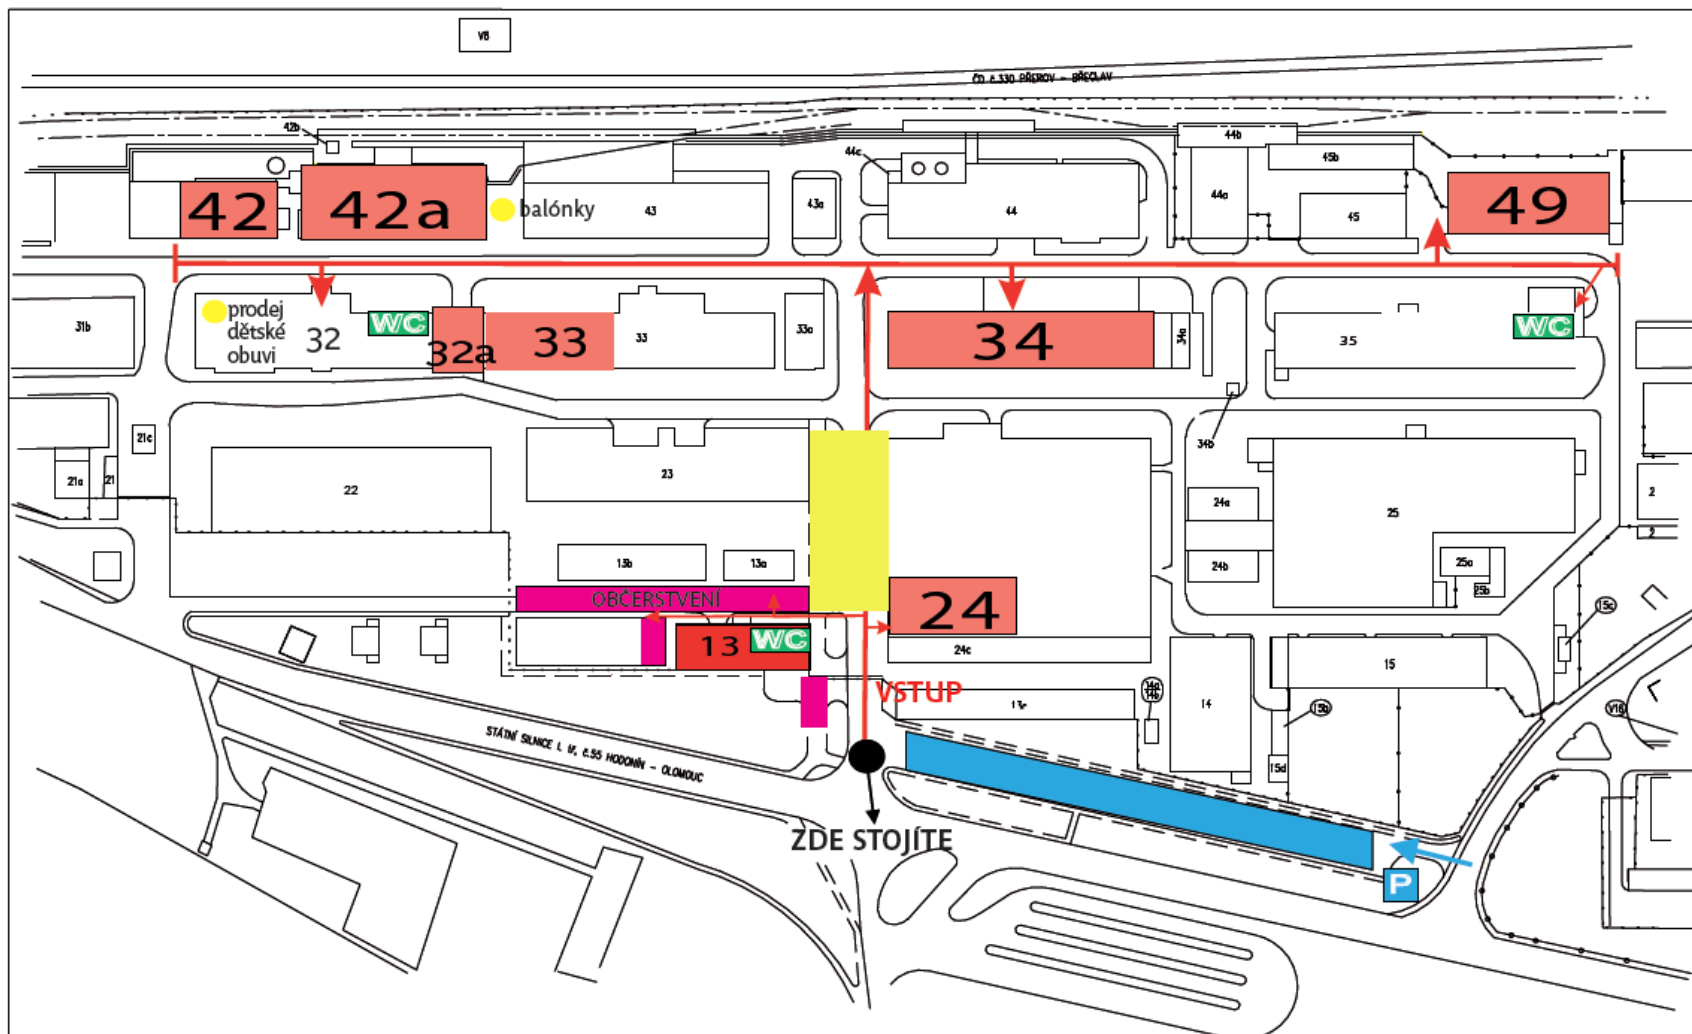 V8
ČD č.330 PŘEROV - BŘECLAV
42b
44c
44b
45b
42
42a
balónky
43
43a
44
44a
45
49
31b
prodej
dětské
obuvi
32
WC
32a
33
33
33a
34
34a
35
WC
34b
21c
21a
21
22
23
24a
24b
25
25a
25b
2
2
13b
13a
OBČERSTVENÍ
13
WC
24
24c
15
15c
VSTUP
14a
14b
14
15b
V16
15d
STÁTNÍ SILNICE I. tř. č.55 HODONÍN - OLOMOUC
ZDE STOJÍTE
P